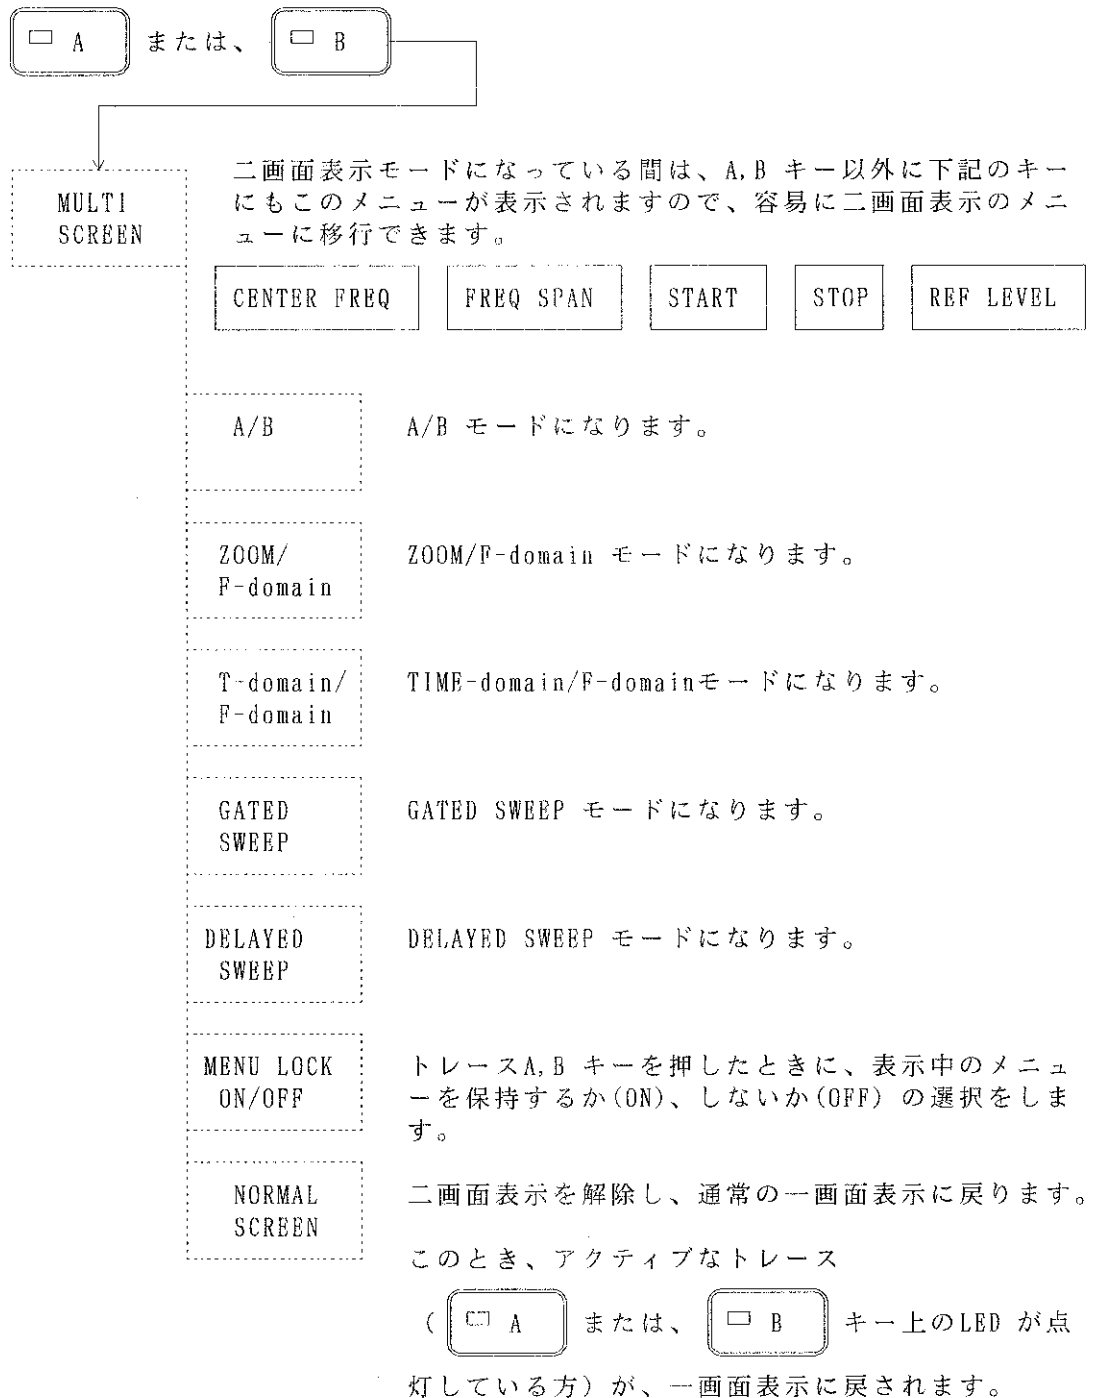 A または、 B
二画面表示モードになっている間は、A,B キー以外に下記のキー
にもこのメニューが表示されますので、容易に二画面表示のメニ
ューに移行できます。
MULTI
SCREEN
CENTER FREQ FREQ SPAN START STOP REF LEVEL
A/B A/B モードになります。
ZOOM/ ZOOM/F-domain モードになります。
F-domain
T-domain/ TIME-domain/F-domainモードになります。
F-domain
GATED GATED SWEEP モードになります。
SWEEP
DELAYED DELAYED SWEEP モードになります。
SWEEP
MENU LOCK トレースA,B キーを押したときに、表示中のメニュ
ON/OFF ーを保持するか(ON)、しないか(OFF) の選択をしま
す。
NORMAL 二画面表示を解除し、通常の一画面表示に戻ります。
SCREEN
このとき、アクティブなトレース
( A または、 B キー上のLED が点
灯している方) が、一画面表示に戻されます。